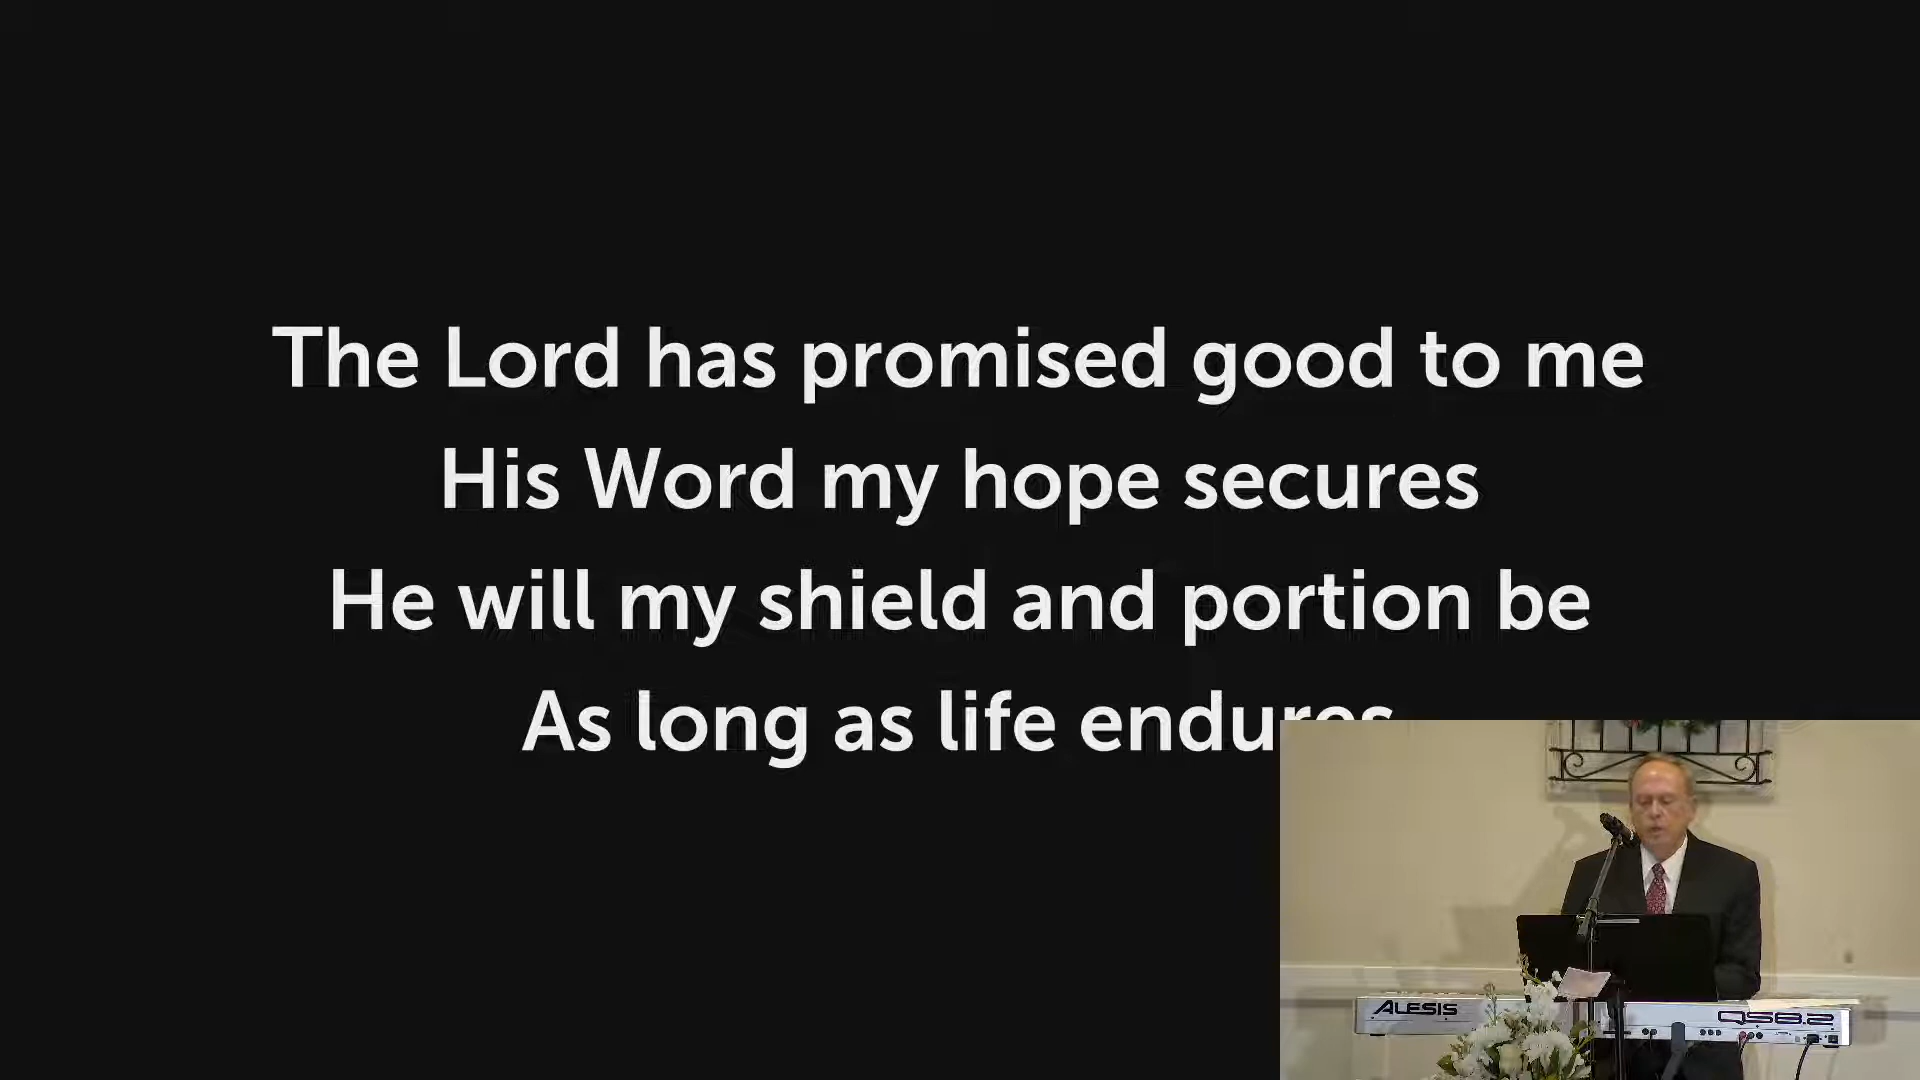 The Lord has promised good to me
His Word my hope secures
He will my shield and portion be
As long as life endures
ALESIS
QS8.2